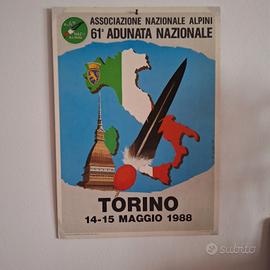 ASSOCIAZIONE NAZIONALE ALPINI
61ª ADUNATA NAZIONALE
TORINO
14-15 MAGGIO 1988
subito